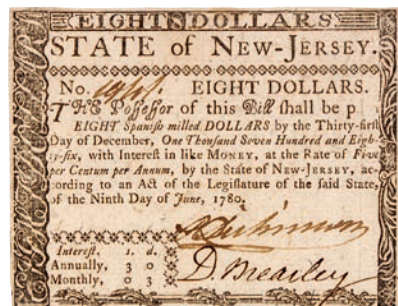 EIGHT DOLLARS
STATE of NEW-JERSEY.
No. EIGHT DOLLARS.
THE Poſſeſſor of this Bill ſhall be p
EIGHT Spaniſh milled DOLLARS by the Thirty-firſt
Day of December, One Thouſand Seven Hundred and Eigh-
ty-ſix, with Intereſt in like MONEY, at the Rate of Five
per Centum per Annum, by the State of NEW-JERSEY, ac-
cording to an Act of the Legiſlature of the ſaid State,
of the Ninth Day of June, 1780.
Intereſt. s. d.
Annually, 3 0
Monthly, 0 3
D. Brearley